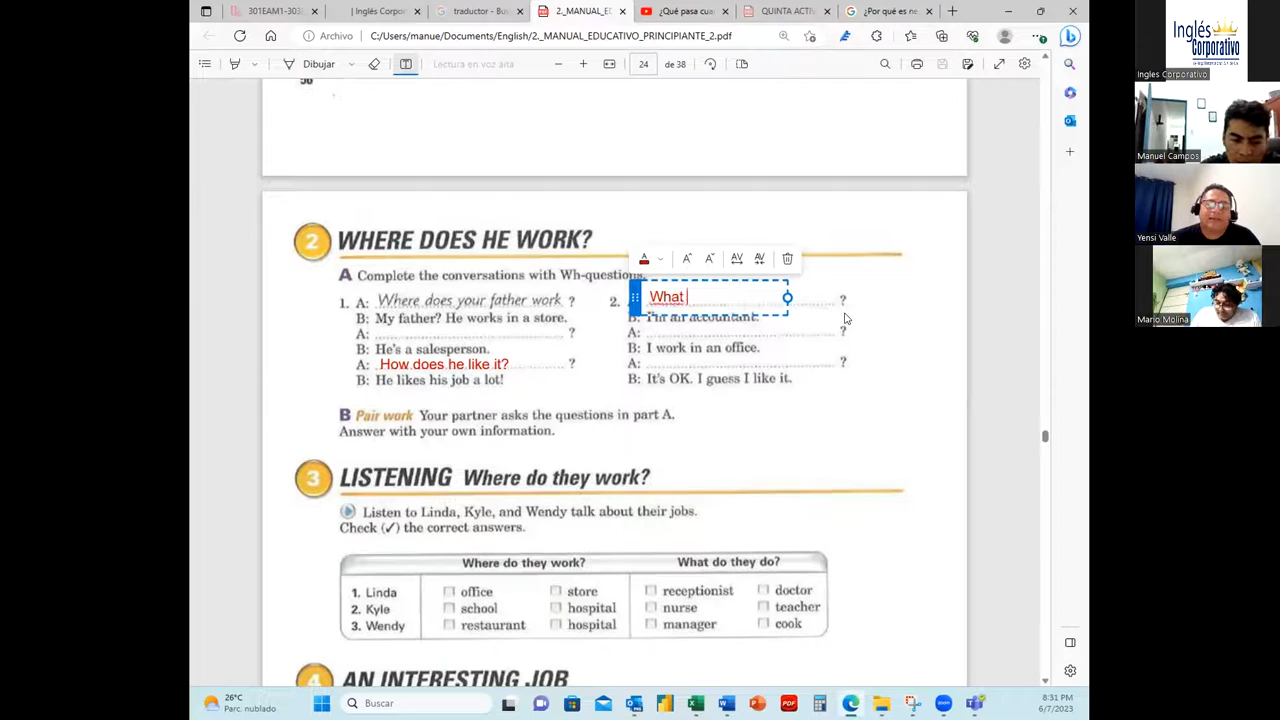 301EAM1-303
| Inglés Corpor
traductor - Bus
2._MANUAL_ED
¿Qué pasa cua
QUINTA ACTIV
¿Por qué es ne
Archivo
C:/Users/manue/Documents/English/2._MANUAL_EDUCATIVO_PRINCIPIANTE_2.pdf
Dibujar
Lectura en voz alta
24
de 38
2 WHERE DOES HE WORK?
A Complete the conversations with Wh-questions.
1. A: Where does your father work ?
B: My father? He works in a store.
A: ?
B: He's a salesperson.
A: How does he like it? ?
B: He likes his job a lot!
2. What ?
B: I'm an accountant.
A: ?
B: I work in an office.
A: ?
B: It's OK. I guess I like it.
B Pair work Your partner asks the questions in part A.
Answer with your own information.
3 LISTENING Where do they work?
Listen to Linda, Kyle, and Wendy talk about their jobs.
Check (✓) the correct answers.
Where do they work? What do they do?
1. Linda office store receptionist doctor
2. Kyle school hospital nurse teacher
3. Wendy restaurant hospital manager cook
4 AN INTERESTING JOB
26°C
Parc. nublado
Buscar
8:31 PM
6/7/2023
Inglés
Corporativo
Ingles Corporativo
Manuel Campos
Yensi Valle
Mario Molina